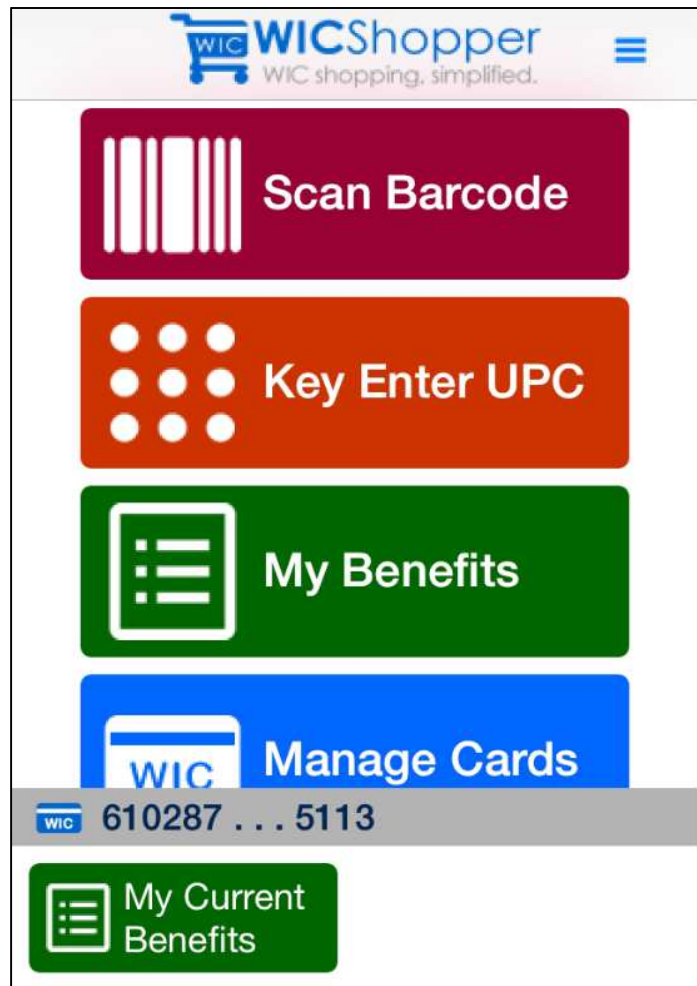 WIC WICShopper
WIC shopping, simplified.
Scan Barcode
Key Enter UPC
My Benefits
WIC Manage Cards
WIC 610287 . . . 5113
My Current
Benefits